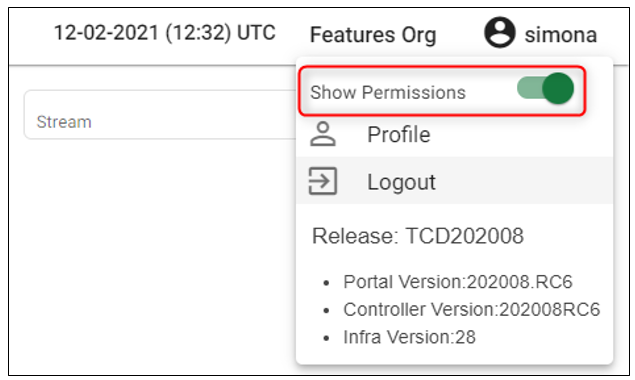 12-02-2021 (12:32) UTC Features Org simona
Show Permissions
Stream
Profile
Logout
Release: TCD202008
• Portal Version:202008.RC6
• Controller Version:202008RC6
• Infra Version:28